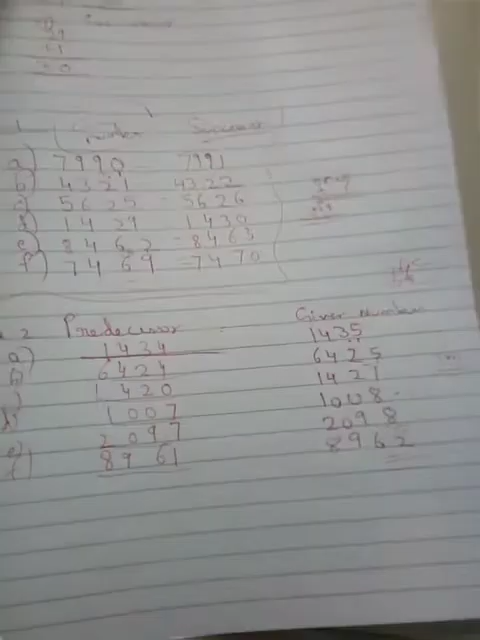 Number Successor
a) 7990 7991
b) 4321 4322
c) 5625 5626
d) 1429 1430
e) 8462 8463
f) 7469 7470
2 Predecessor Given number
a) 1434 1435
b) 6424 6425
c) 1420 1421
d) 1007 1008
e) 2097 2098
f) 8961 8962